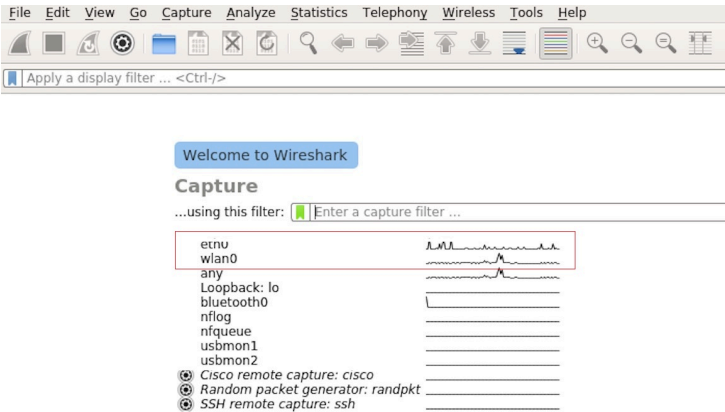 File Edit View Go Capture Analyze Statistics Telephony Wireless Tools Help
Apply a display filter ... <Ctrl-/>
Welcome to Wireshark
Capture
...using this filter: Enter a capture filter ...
eth0
wlan0
any
Loopback: lo
bluetooth0
nflog
nfqueue
usbmon1
usbmon2
Cisco remote capture: cisco
Random packet generator: randpkt
SSH remote capture: ssh